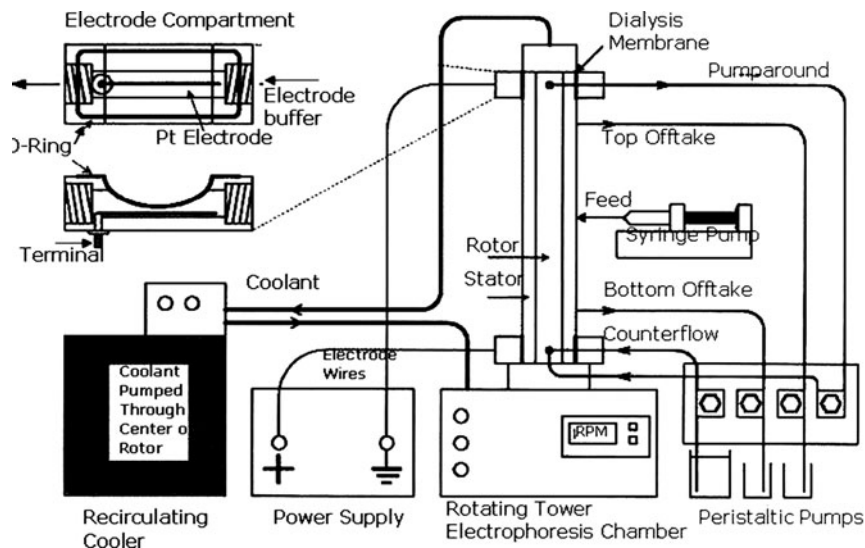 Electrode Compartment
Dialysis
Membrane
Pumparound
Electrode
buffer
Pt Electrode
O-Ring
Top Offtake
Feed
Syringe Pump
Terminal
Rotor
Stator
Coolant
Bottom Offtake
Counterflow
Electrode
Wires
Coolant
Pumped
Through
Center o
Rotor
RPM
Recirculating
Cooler
Power Supply
Rotating Tower
Electrophoresis Chamber
Peristaltic Pumps